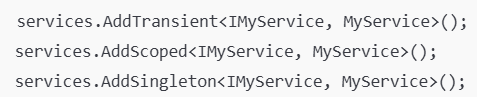 services.AddTransient<IMyService, MyService>();
services.AddScoped<IMyService, MyService>();
services.AddSingleton<IMyService, MyService>();